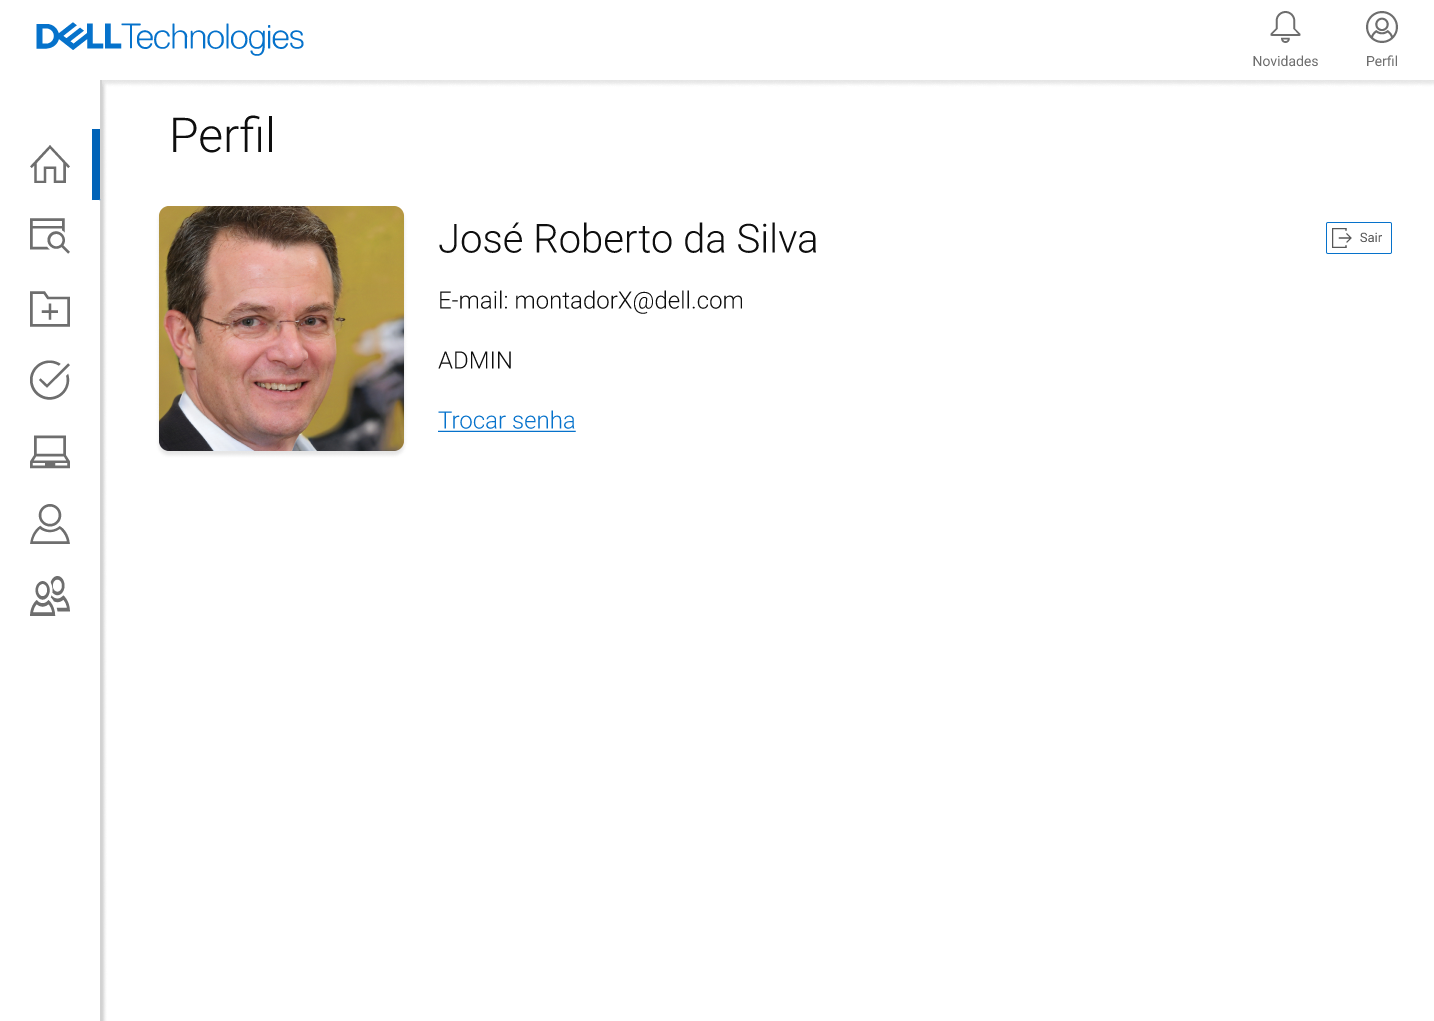 DELL Technologies
Novidades
Perfil
Perfil
José Roberto da Silva
Sair
E-mail: montadorX@dell.com
ADMIN
Trocar senha